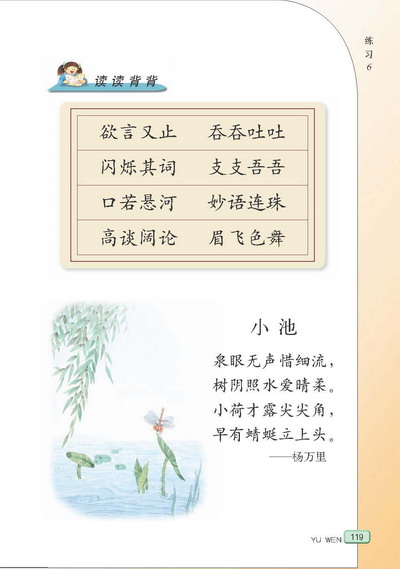 练习6
读读背背
欲言又止 吞吞吐吐
闪烁其词 支支吾吾
口若悬河 妙语连珠
高谈阔论 眉飞色舞
小池
泉眼无声惜细流，
树阴照水爱晴柔。
小荷才露尖尖角，
早有蜻蜓立上头。
——杨万里
YU WEN 119